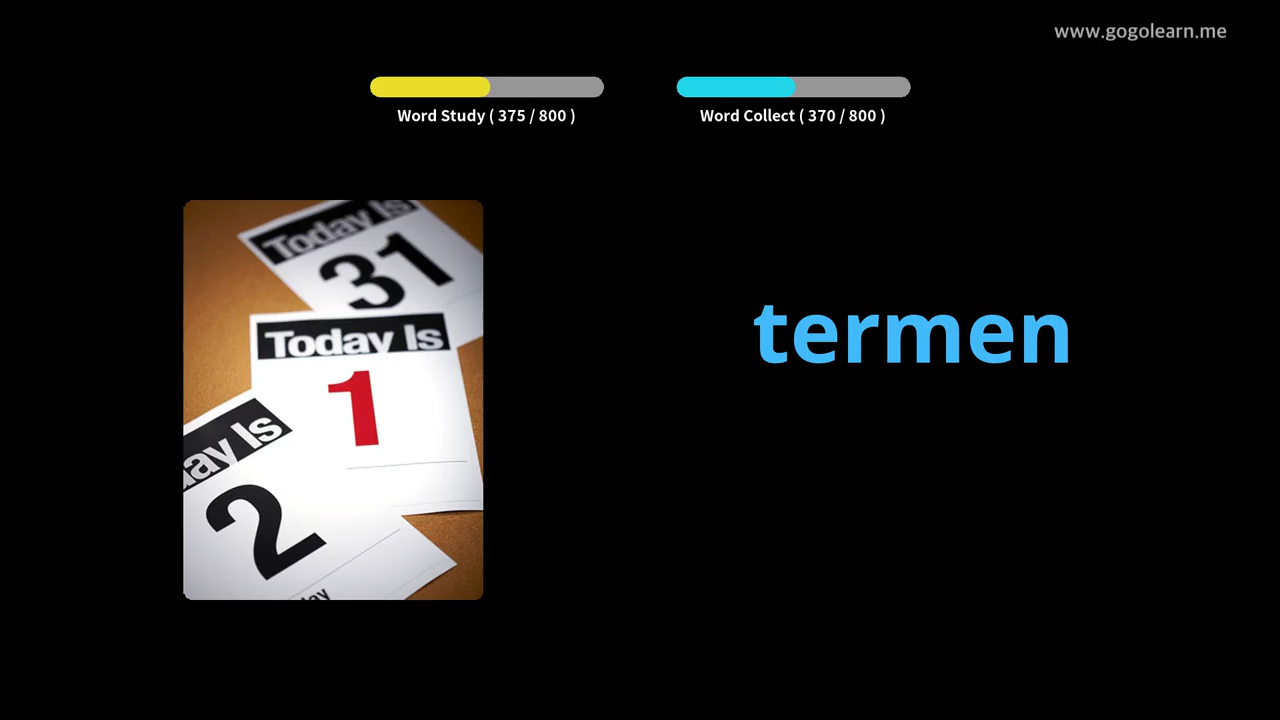 www.gogolearn.me
Word Study ( 375 / 800 )
Word Collect ( 370 / 800 )
Today Is
31
Today Is
1
ay Is
2
termen